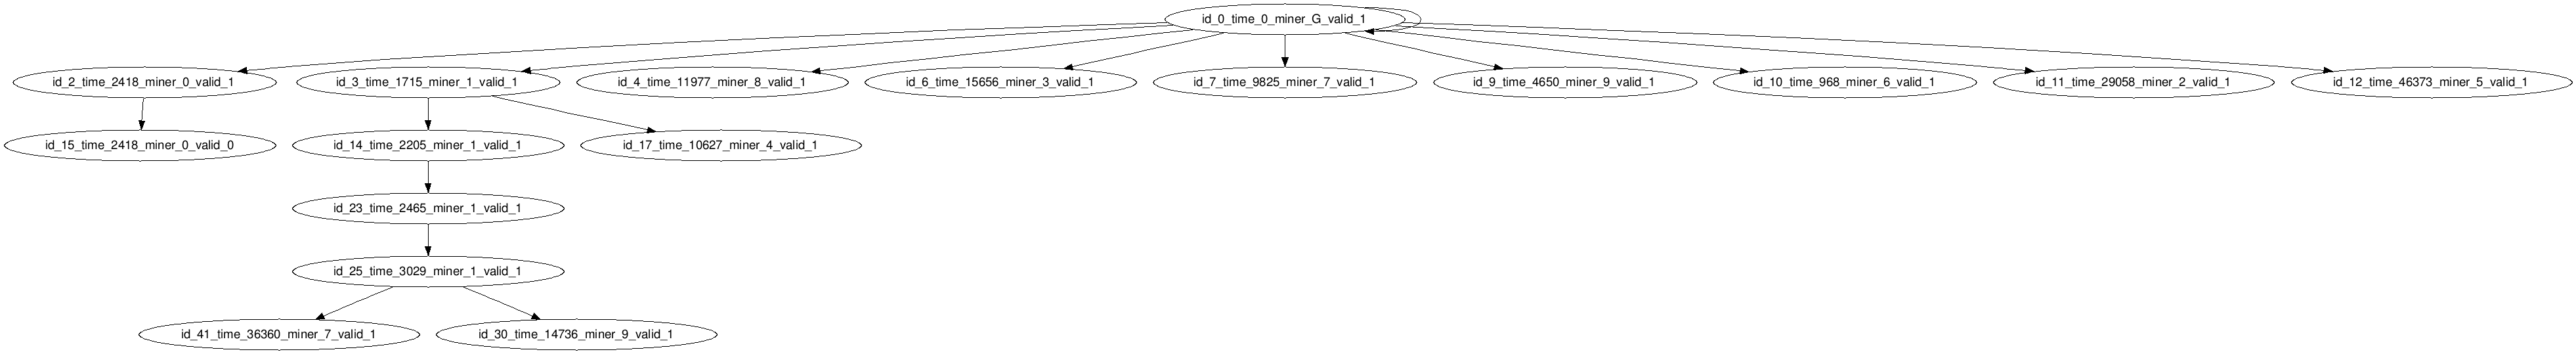 id_0_time_0_miner_G_valid_1
id_2_time_2418_miner_0_valid_1
id_3_time_1715_miner_1_valid_1
id_4_time_11977_miner_8_valid_1
id_6_time_15656_miner_3_valid_1
id_7_time_9825_miner_7_valid_1
id_9_time_4650_miner_9_valid_1
id_10_time_968_miner_6_valid_1
id_11_time_29058_miner_2_valid_1
id_12_time_46373_miner_5_valid_1
id_15_time_2418_miner_0_valid_0
id_14_time_2205_miner_1_valid_1
id_17_time_10627_miner_4_valid_1
id_23_time_2465_miner_1_valid_1
id_25_time_3029_miner_1_valid_1
id_41_time_36360_miner_7_valid_1
id_30_time_14736_miner_9_valid_1